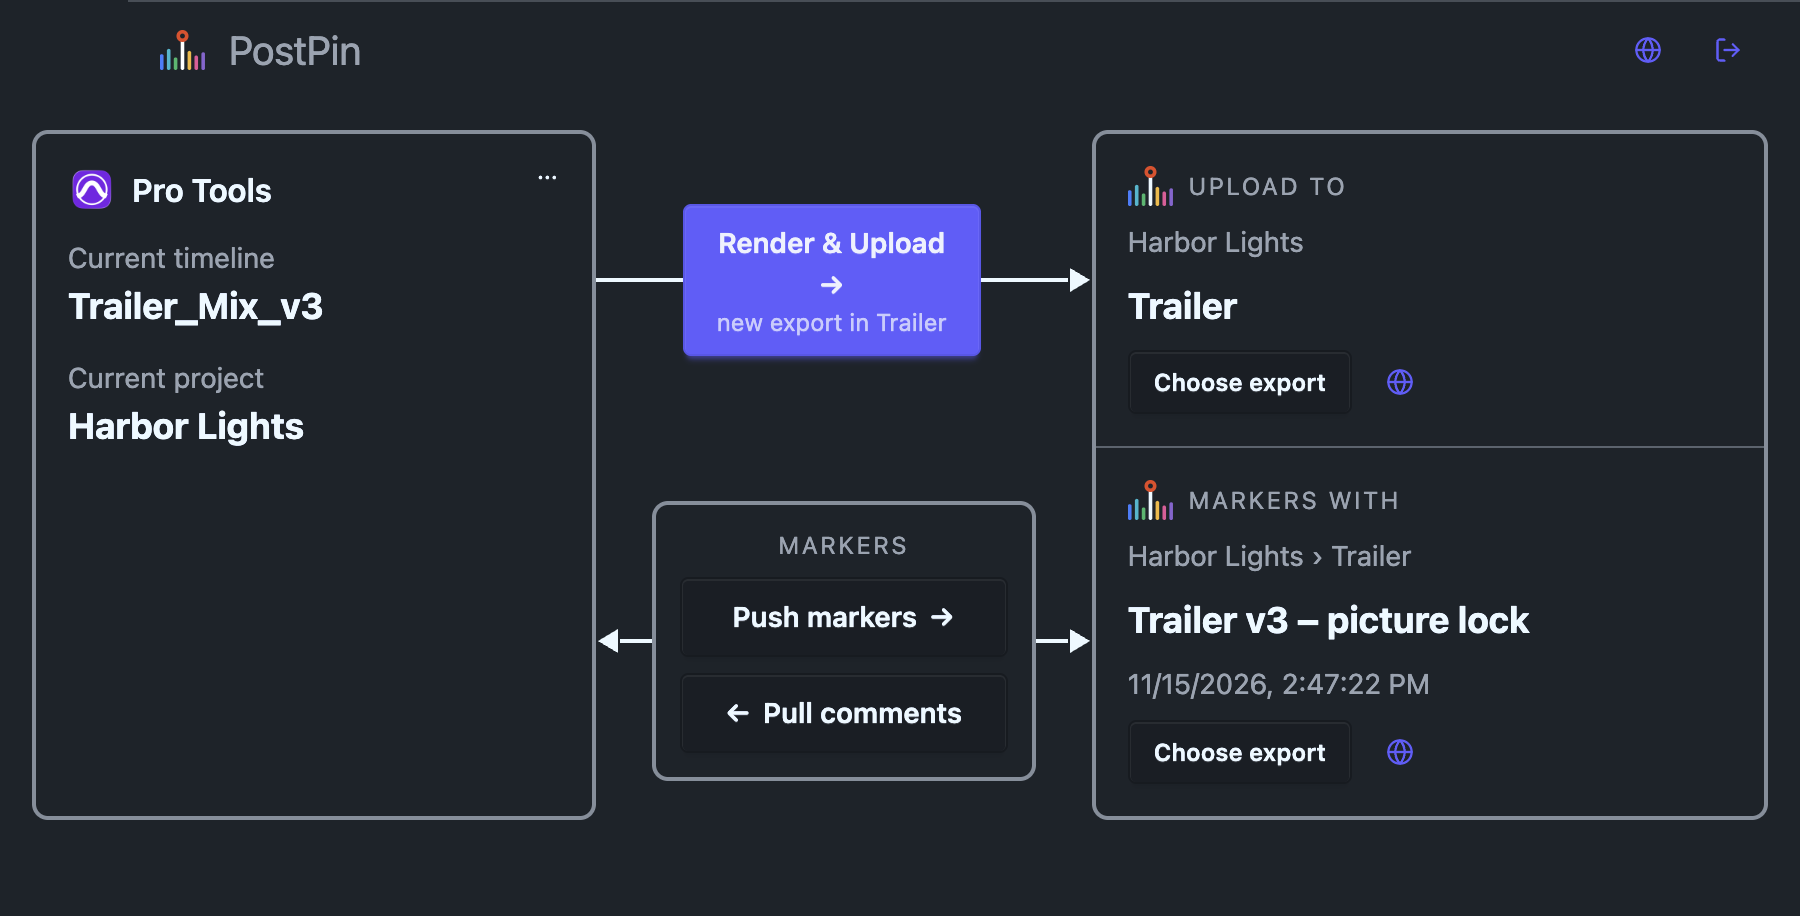 PostPin
Pro Tools
...
Current timeline
Trailer_Mix_v3
Current project
Harbor Lights
Render & Upload
→
new export in Trailer
MARKERS
Push markers →
← Pull comments
UPLOAD TO
Harbor Lights
Trailer
Choose export
MARKERS WITH
Harbor Lights › Trailer
Trailer v3 – picture lock
11/15/2026, 2:47:22 PM
Choose export